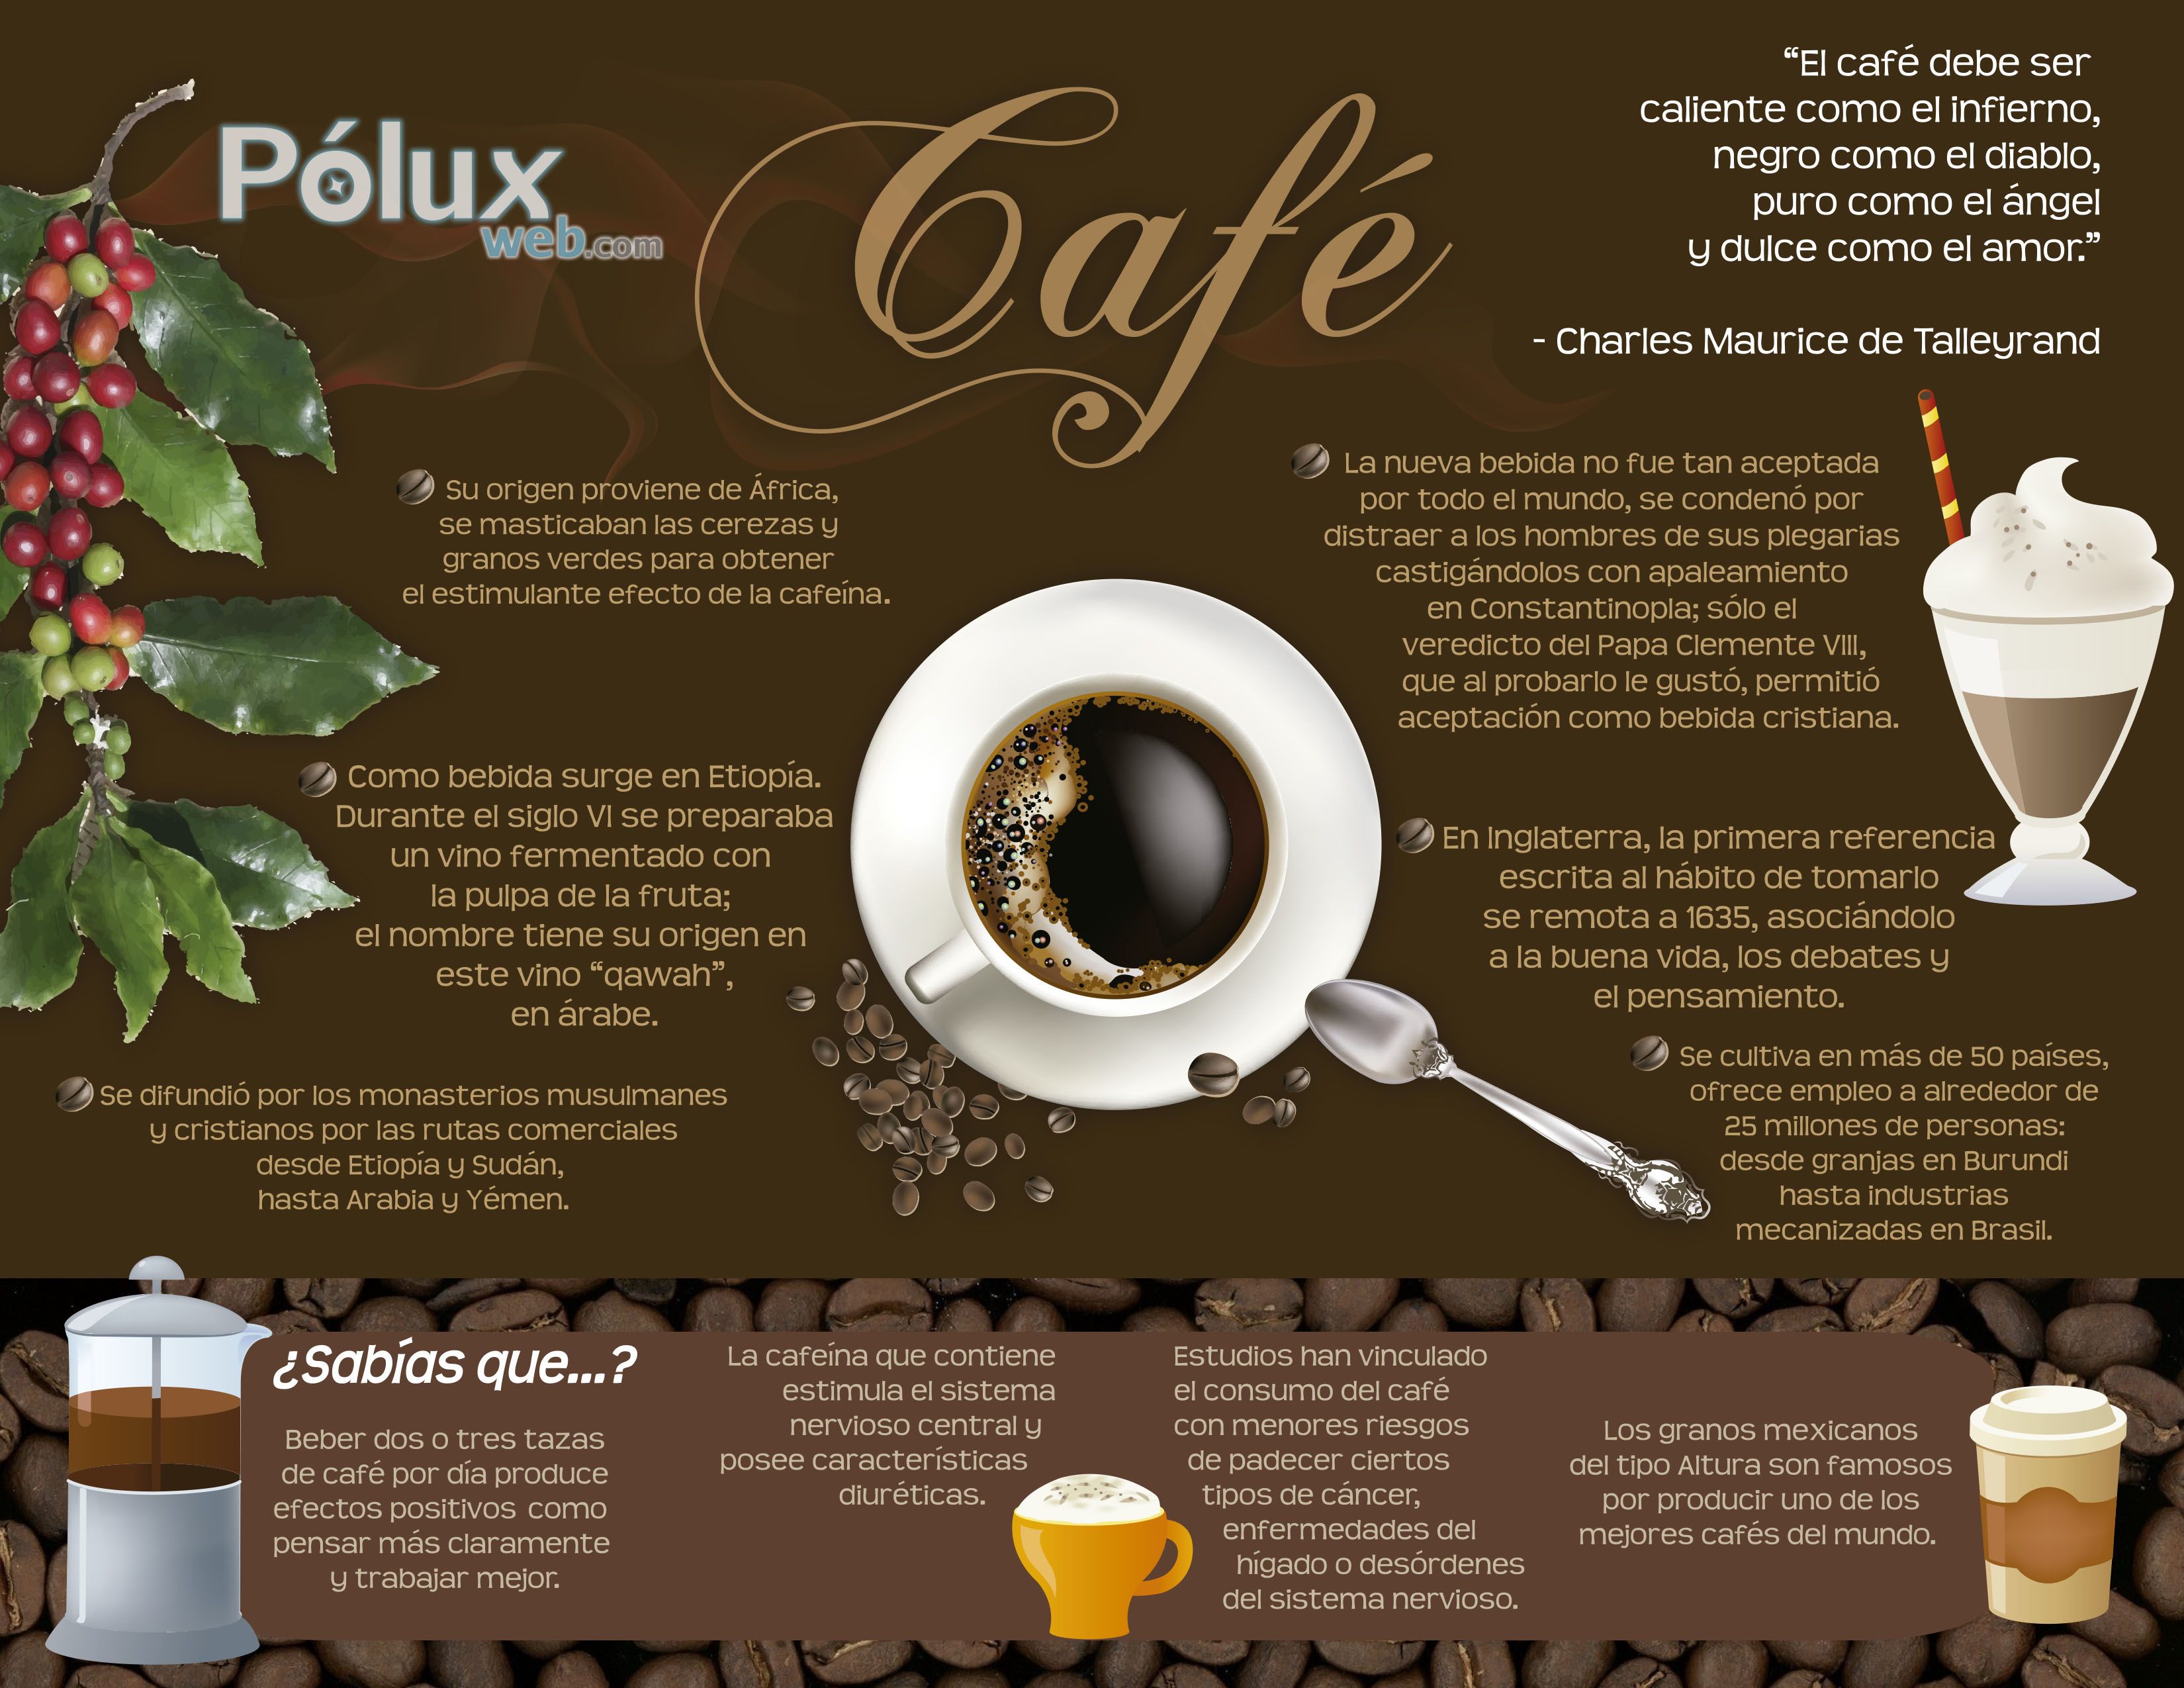 Pólux
web.com
Café
“El café debe ser
caliente como el infierno,
negro como el diablo,
puro como el ángel
y dulce como el amor.”
- Charles Maurice de Talleyrand
Su origen proviene de África,
se masticaban las cerezas y
granos verdes para obtener
el estimulante efecto de la cafeína.
Como bebida surge en Etiopía.
Durante el siglo VI se preparaba
un vino fermentado con
la pulpa de la fruta;
el nombre tiene su origen en
este vino “qawah”,
en árabe.
Se difundió por los monasterios musulmanes
y cristianos por las rutas comerciales
desde Etiopía y Sudán,
hasta Arabia y Yémen.
La nueva bebida no fue tan aceptada
por todo el mundo, se condenó por
distraer a los hombres de sus plegarias
castigándolos con apaleamiento
en Constantinopla; sólo el
veredicto del Papa Clemente VIII,
que al probarlo le gustó, permitió
aceptación como bebida cristiana.
En Inglaterra, la primera referencia
escrita al hábito de tomarlo
se remota a 1635, asociándolo
a la buena vida, los debates y
el pensamiento.
Se cultiva en más de 50 países,
ofrece empleo a alrededor de
25 millones de personas:
desde granjas en Burundi
hasta industrias
mecanizadas en Brasil.
¿Sabías que...?
Beber dos o tres tazas
de café por día produce
efectos positivos como
pensar más claramente
y trabajar mejor.
La cafeína que contiene
estimula el sistema
nervioso central y
posee características
diuréticas.
Estudios han vinculado
el consumo del café
con menores riesgos
de padecer ciertos
tipos de cáncer,
enfermedades del
hígado o desórdenes
del sistema nervioso.
Los granos mexicanos
del tipo Altura son famosos
por producir uno de los
mejores cafés del mundo.